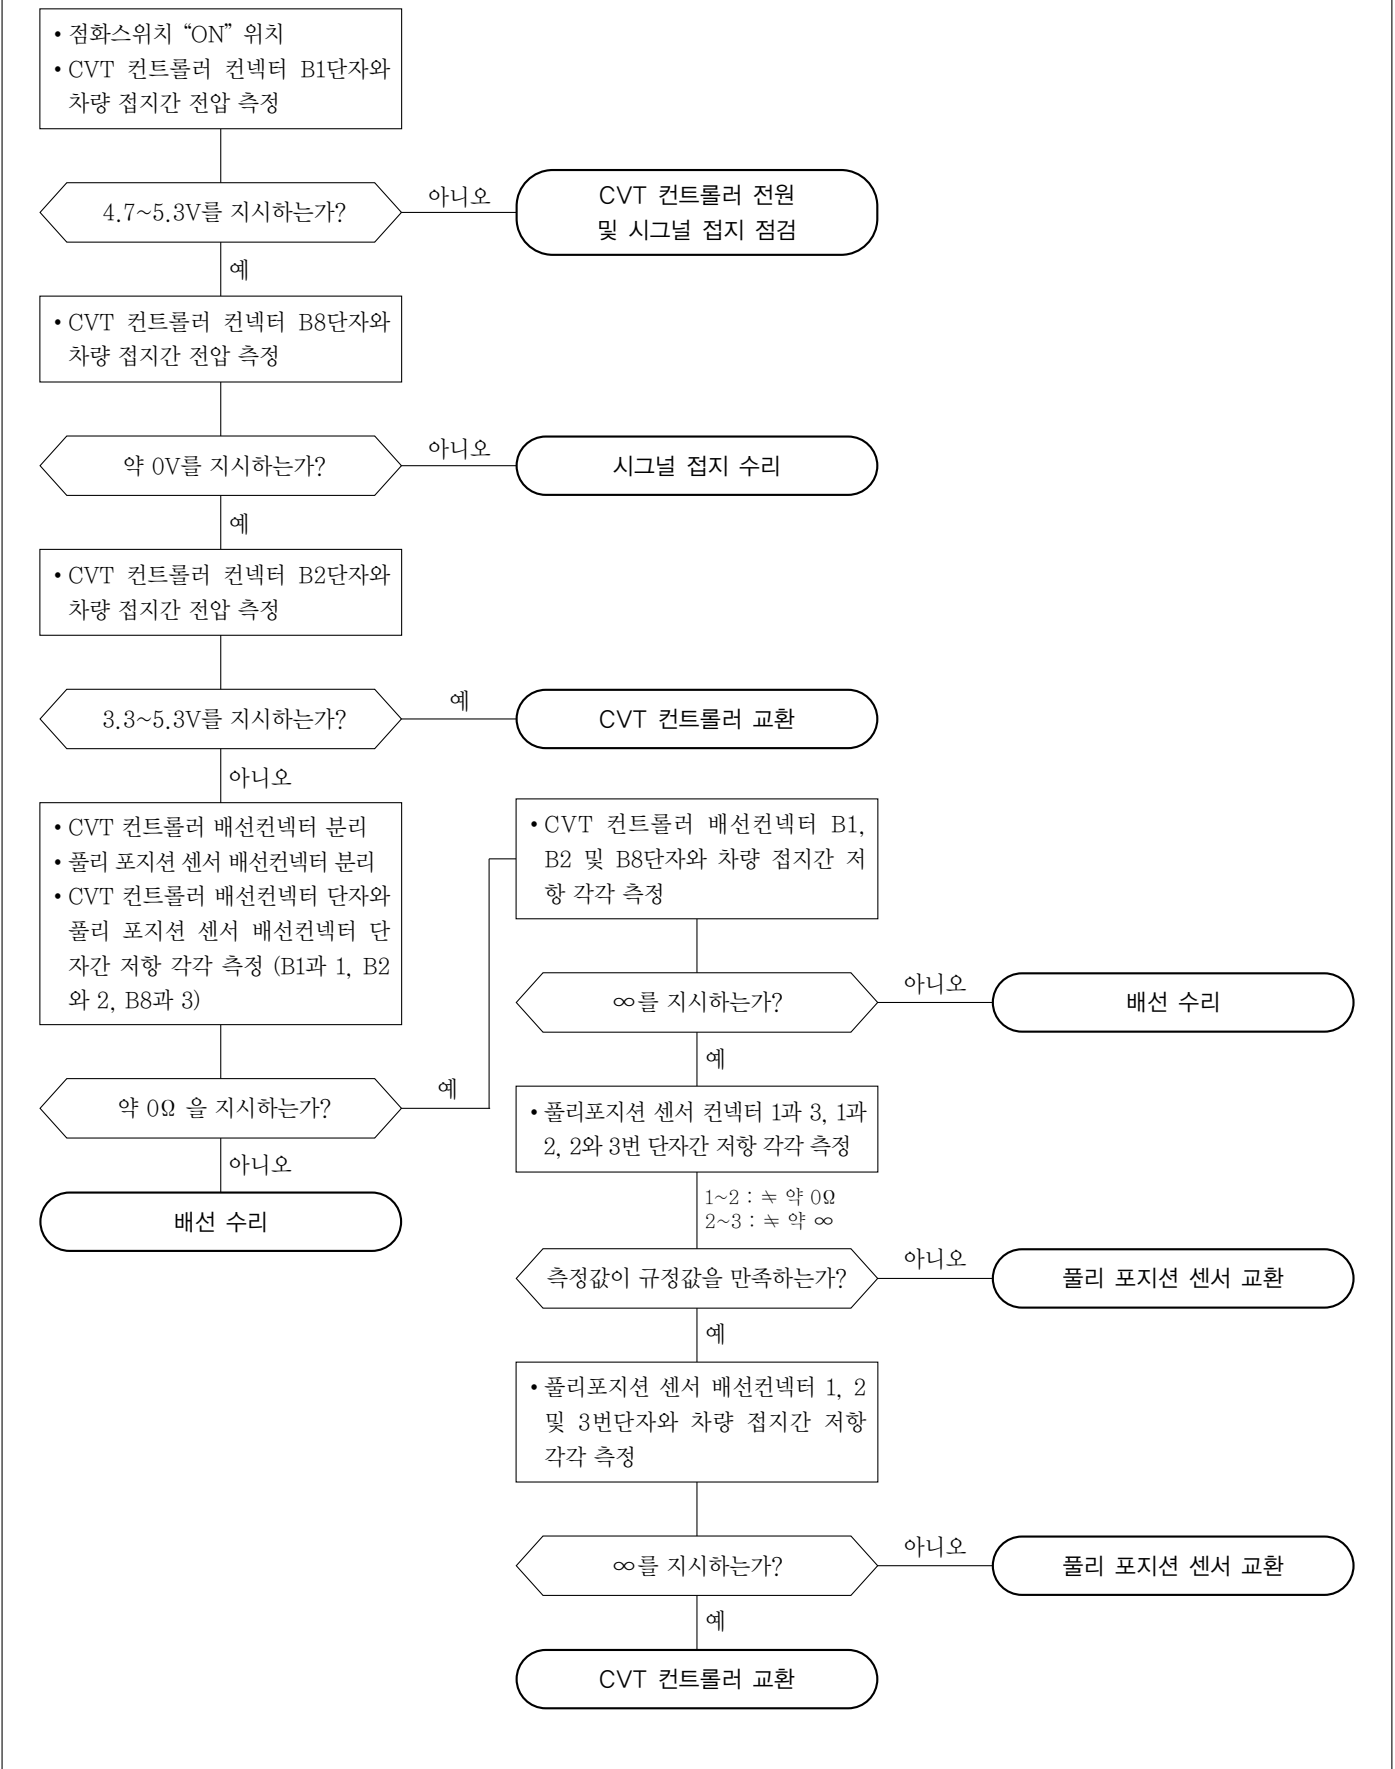 • 점화스위치 “ON” 위치
• CVT 컨트롤러 컨넥터 B1단자와
차량 접지간 전압 측정
4.7~5.3V를 지시하는가?
아니오
CVT 컨트롤러 전원
및 시그널 접지 점검
예
• CVT 컨트롤러 컨넥터 B8단자와
차량 접지간 전압 측정
약 0V를 지시하는가?
아니오
시그널 접지 수리
예
• CVT 컨트롤러 컨넥터 B2단자와
차량 접지간 전압 측정
3.3~5.3V를 지시하는가?
예
CVT 컨트롤러 교환
아니오
• CVT 컨트롤러 배선컨넥터 분리
• 풀리 포지션 센서 배선컨넥터 분리
• CVT 컨트롤러 배선컨넥터 단자와
풀리 포지션 센서 배선컨넥터 단
자간 저항 각각 측정 (B1과 1, B2
와 2, B8과 3)
약 0Ω 을 지시하는가?
예
아니오
배선 수리
• CVT 컨트롤러 배선컨넥터 B1,
B2 및 B8단자와 차량 접지간 저
항 각각 측정
∞를 지시하는가?
아니오
배선 수리
예
• 풀리포지션 센서 컨넥터 1과 3, 1과
2, 2와 3번 단자간 저항 각각 측정
1~2 : ≒ 약 0Ω
2~3 : ≒ 약 ∞
측정값이 규정값을 만족하는가?
아니오
풀리 포지션 센서 교환
예
• 풀리포지션 센서 배선컨넥터 1, 2
및 3번단자와 차량 접지간 저항
각각 측정
∞를 지시하는가?
아니오
풀리 포지션 센서 교환
예
CVT 컨트롤러 교환